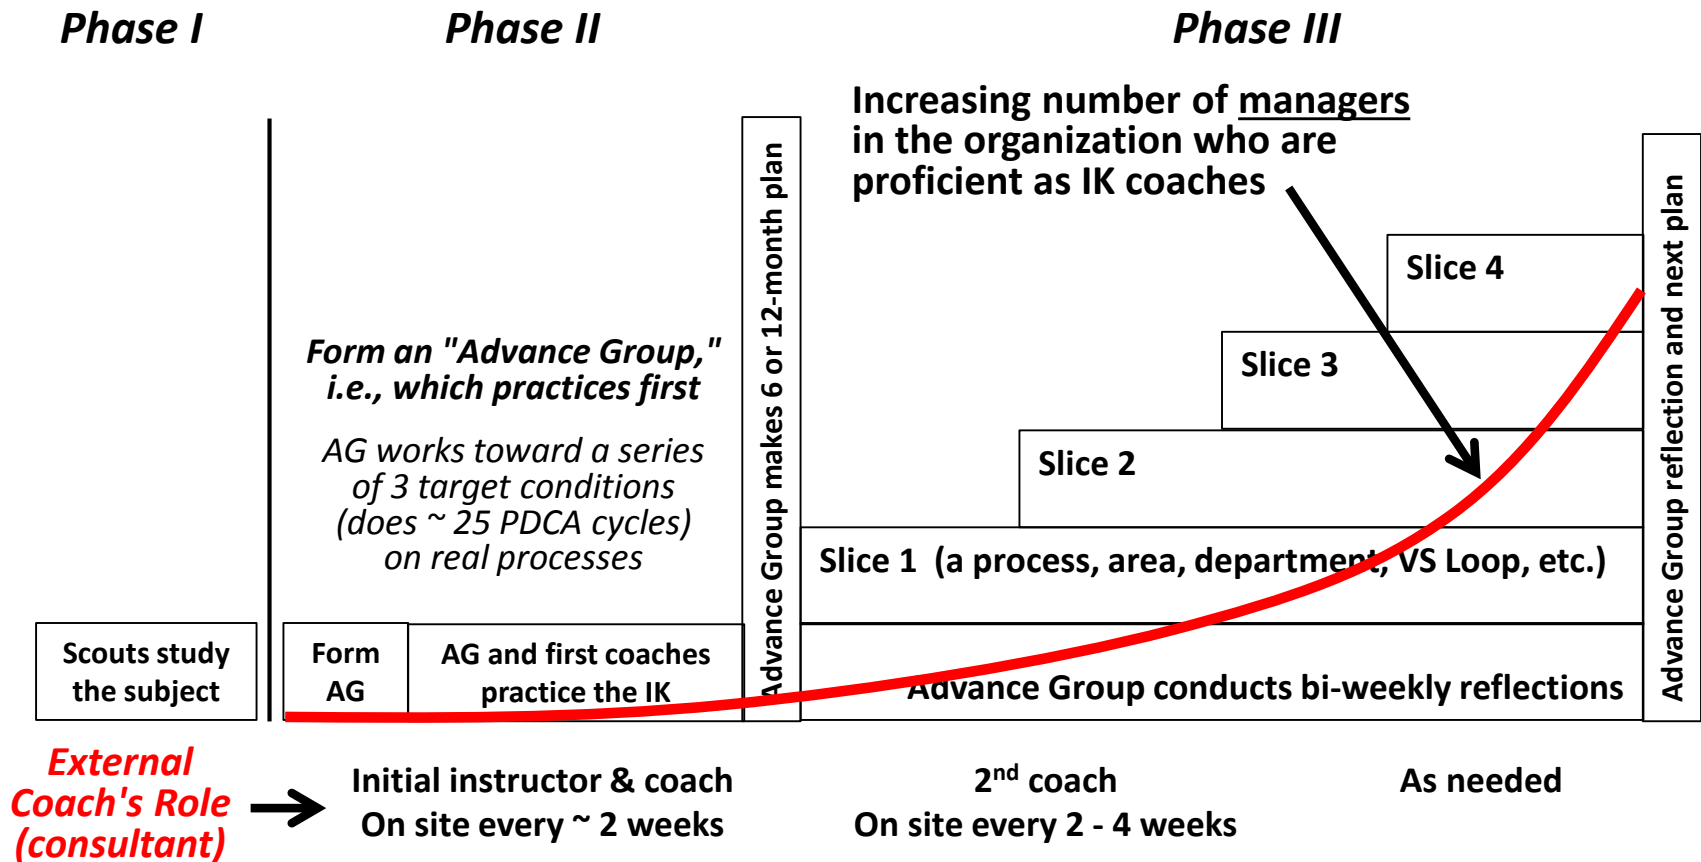 Phase I
Phase II
Phase III
Increasing number of managers
in the organization who are
proficient as IK coaches
Form an "Advance Group,"
i.e., which practices first
AG works toward a series
of 3 target conditions
(does ~ 25 PDCA cycles)
on real processes
Scouts study
the subject
Form
AG
AG and first coaches
practice the IK
Advance Group makes 6 or 12-month plan
Slice 4
Slice 3
Slice 2
Slice 1 (a process, area, department, VS Loop, etc.)
Advance Group conducts bi-weekly reflections
Advance Group reflection and next plan
External
Coach's Role
(consultant)
Initial instructor & coach
On site every ~ 2 weeks
2nd coach
On site every 2 - 4 weeks
As needed